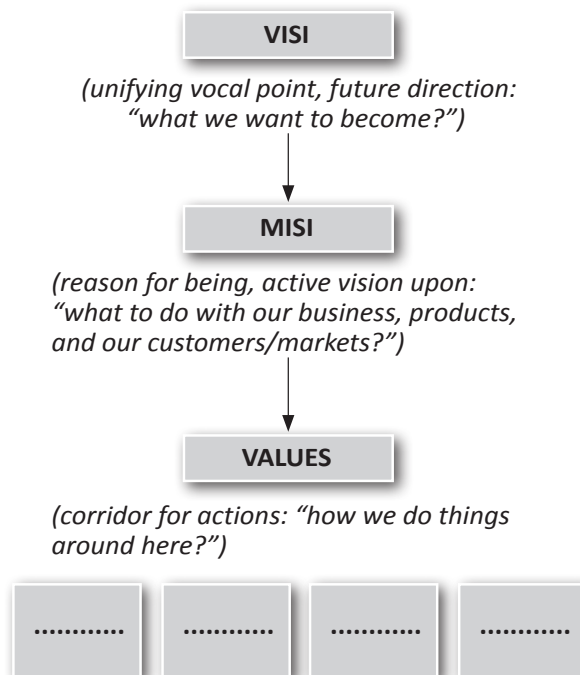 VISI
(unifying vocal point, future direction:
“what we want to become?”)
MISI
(reason for being, active vision upon:
“what to do with our business, products,
and our customers/markets?”)
VALUES
(corridor for actions: “how we do things
around here?”)
............ ............ ............ ............